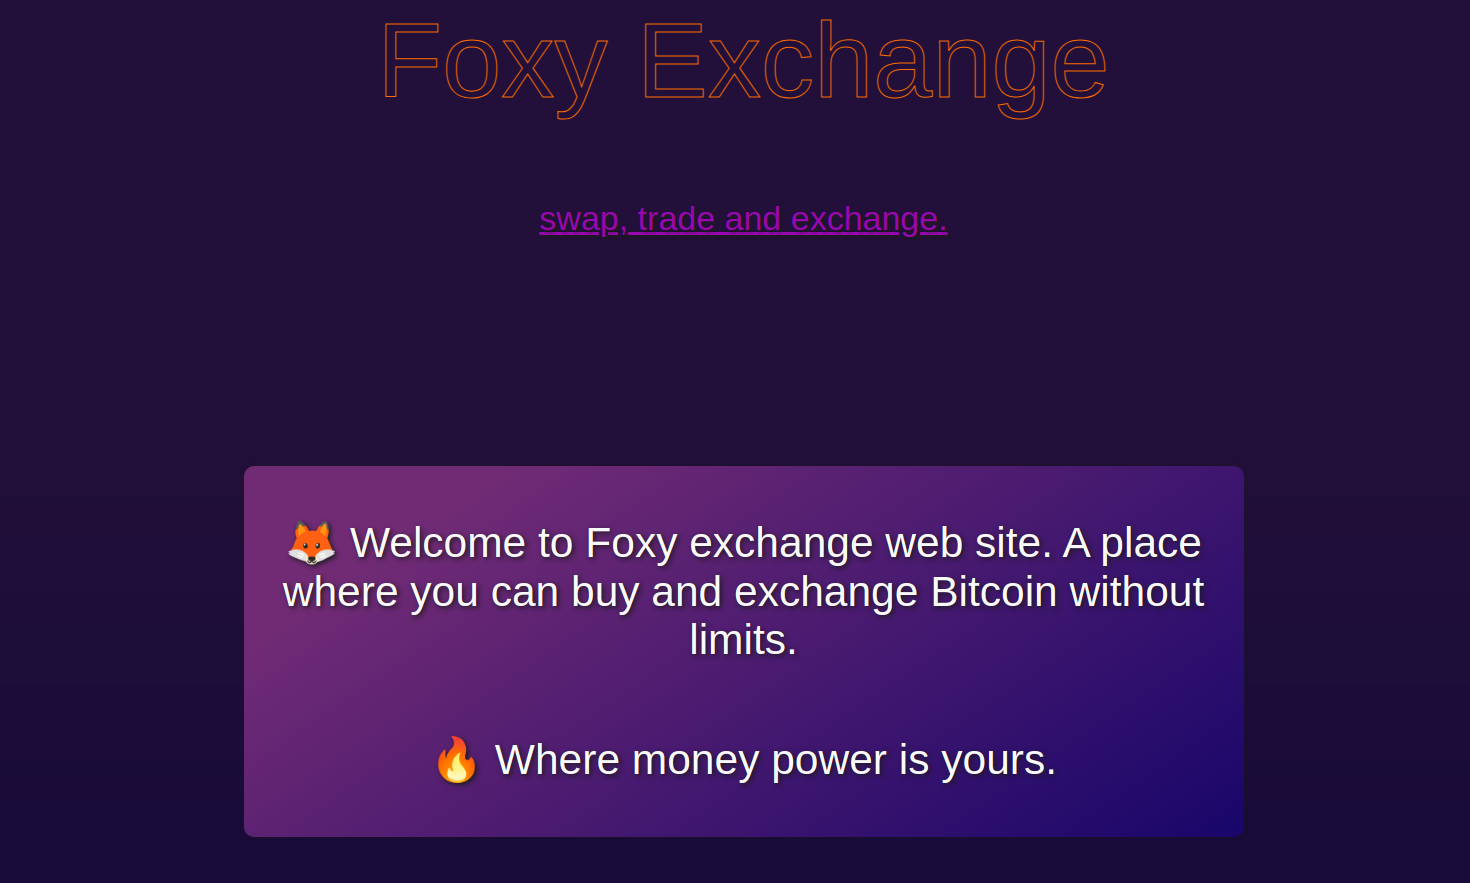 Foxy Exchange
swap, trade and exchange.
🦊 Welcome to Foxy exchange web site. A place
where you can buy and exchange Bitcoin without
limits.
🔥 Where money power is yours.